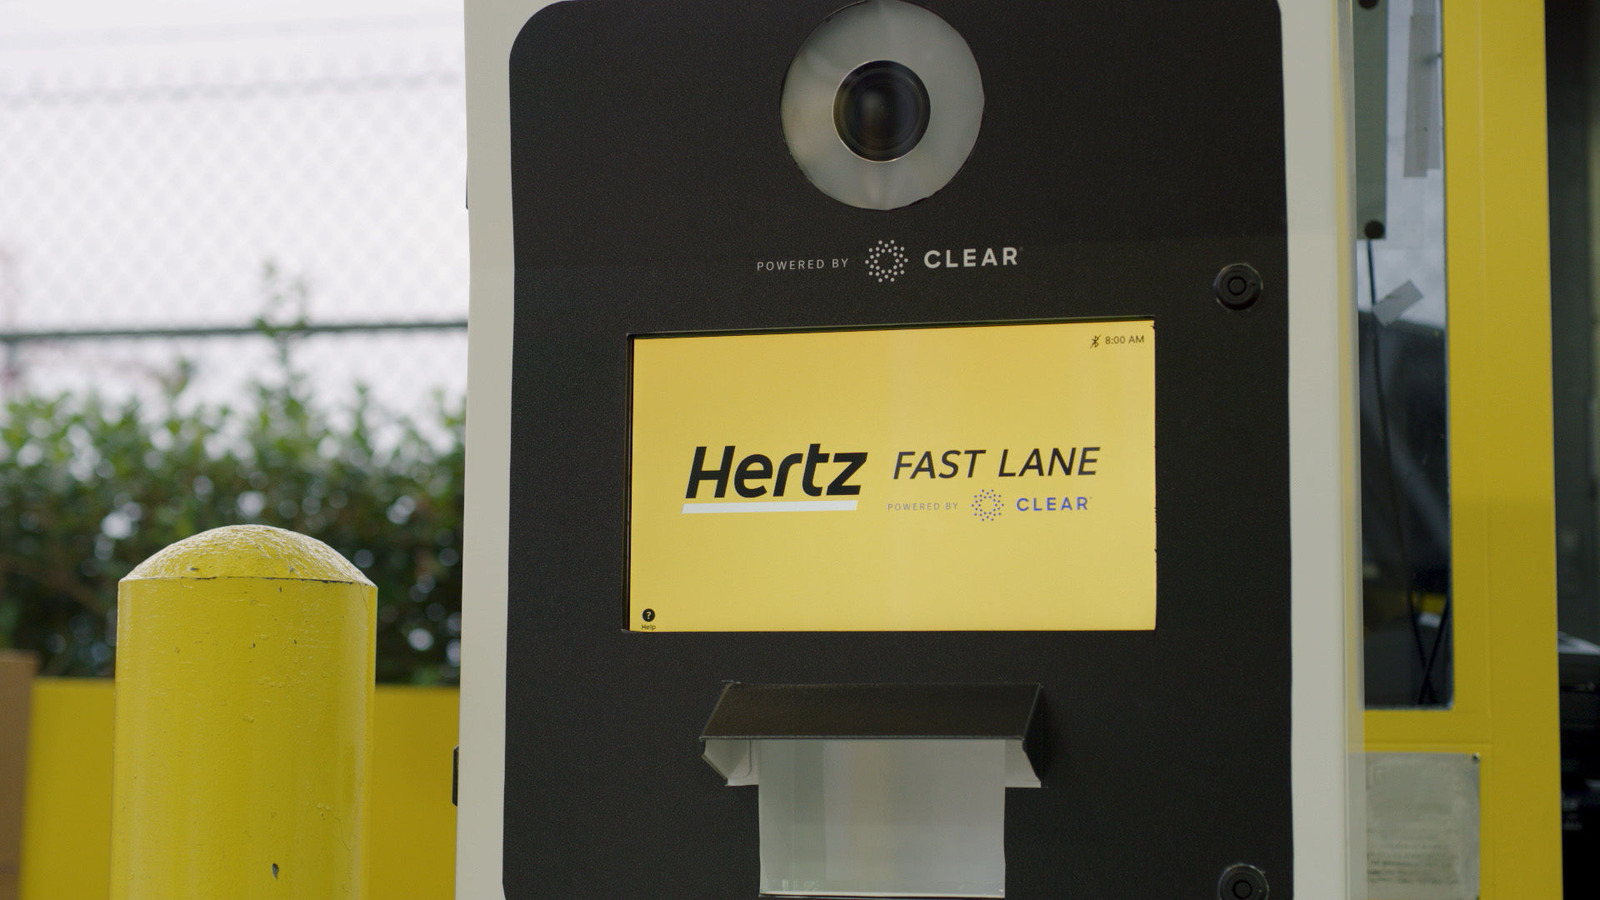 POWERED BY CLEAR
8:00 AM
Hertz FAST LANE
POWERED BY CLEAR
?
Help